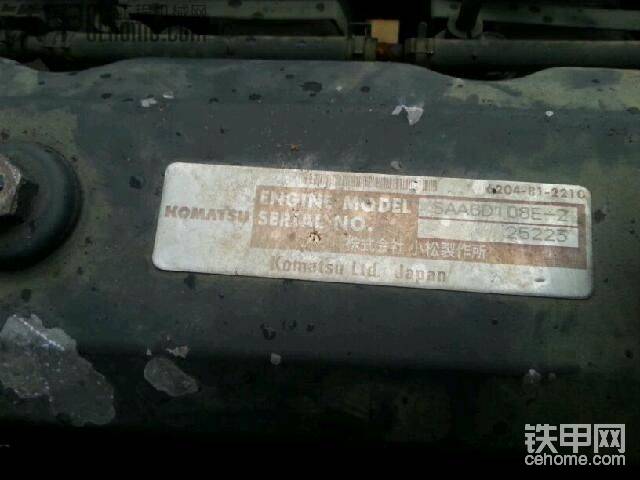 6204-81-2210
KOMATSU
ENGINE MODEL SAA6D108E-2
SERIAL NO. 26225
株式会社 小松製作所
Komatsu Ltd. Japan
铁甲网
cehome.com